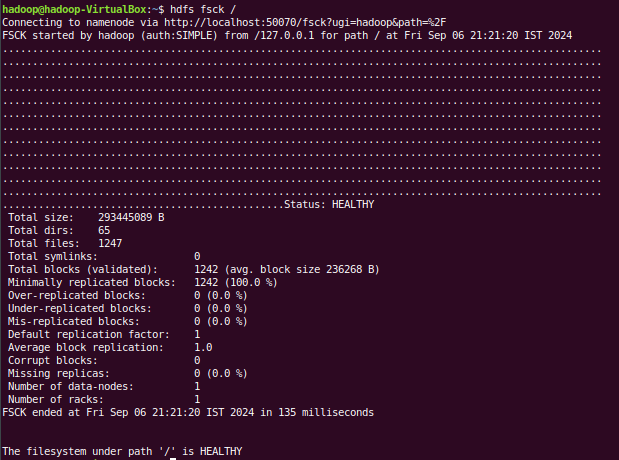 hadoop@hadoop-VirtualBox:~$ hdfs fsck /
Connecting to namenode via http://localhost:50070/fsck?ugi=hadoop&path=%2F
FSCK started by hadoop (auth:SIMPLE) from /127.0.0.1 for path / at Fri Sep 06 21:21:20 IST 2024
....................................................................................................
....................................................................................................
....................................................................................................
....................................................................................................
....................................................................................................
....................................................................................................
....................................................................................................
....................................................................................................
....................................................................................................
....................................................................................................
....................................................................................................
....................................................................................................
...............................................Status: HEALTHY
 Total size:    293445089 B
 Total dirs:    65
 Total files:   1247
 Total symlinks:                0
 Total blocks (validated):      1242 (avg. block size 236268 B)
 Minimally replicated blocks:   1242 (100.0 %)
 Over-replicated blocks:        0 (0.0 %)
 Under-replicated blocks:       0 (0.0 %)
 Mis-replicated blocks:         0 (0.0 %)
 Default replication factor:    1
 Average block replication:     1.0
 Corrupt blocks:                0
 Missing replicas:              0 (0.0 %)
 Number of data-nodes:          1
 Number of racks:               1
FSCK ended at Fri Sep 06 21:21:20 IST 2024 in 135 milliseconds
The filesystem under path '/' is HEALTHY